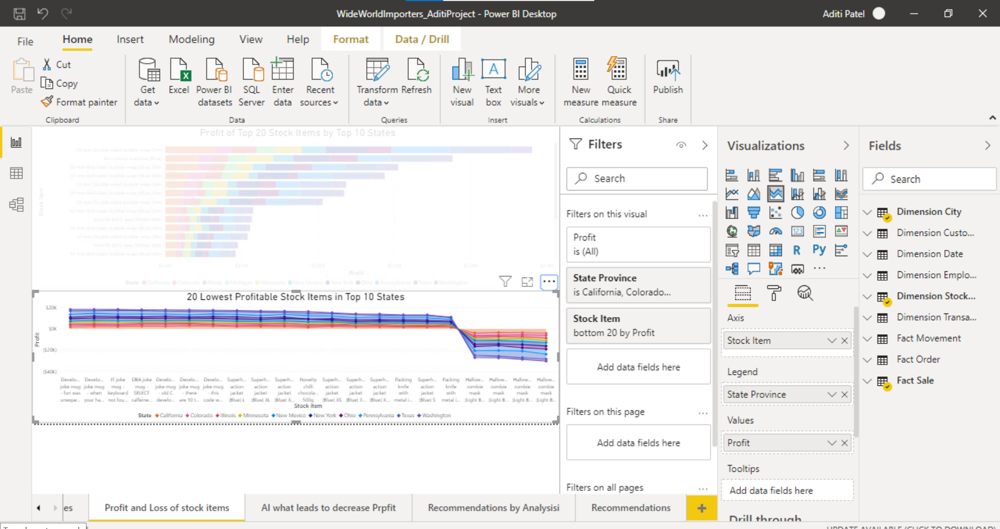 WideWorldImporters_AditiProject - Power BI Desktop
Aditi Patel
File
Home
Insert
Modeling
View
Help
Format
Data / Drill
Paste
Cut
Copy
Format painter
Clipboard
Get data
Excel
Power BI datasets
SQL Server
Enter data
Recent sources
Data
Transform data
Refresh
Queries
New visual
Text box
More visuals
Insert
New measure
Quick measure
Calculations
Publish
Share
Profit of Top 20 Stock Items by Top 10 States
Stock Item
Profit
State California Colorado Illinois Michigan Minnesota New Mexico New York Ohio Pennsylvania Texas Washington
20 Lowest Profitable Stock Items in Top 10 States
Profit
$20K
$0K
($20K)
($40K)
Develo... joke mug - fun was unexpe...
Develo... joke mug - when your ha...
IT joke mug - keyboard not fou...
DBA joke mug - SELECT caffeine...
Develo... joke mug - old C develo...
Develo... joke mug - there are 10 t...
Develo... joke mug - this code w...
Superh... action jacket (Blue) L
Superh... action jacket (Blue) XL
Superh... action jacket (Blue) X...
Novelty chilli chocola... 500g
Superh... action jacket (Blue) XS
Superh... action jacket (Blue) 3...
Superh... action jacket (Blue) X...
Packing knife with metal i...
Superh... action jacket (Blue) S
Packing knife with metal i...
Hallow... zombie mask (Light B...
Hallow... zombie mask (Light B...
Hallow... zombie mask (Light B...
Hallow... zombie mask (Light B...
Stock Item
State California Colorado Illinois Minnesota New Mexico New York Ohio Pennsylvania Texas Washington
Filters
Search
Filters on this visual
...
Profit
is (All)
State Province
is California, Colorado...
Stock Item
bottom 20 by Profit
Add data fields here
Filters on this page
...
Add data fields here
Filters on all pages
...
Visualizations
123
R
Py
...
Axis
Stock Item
Legend
State Province
Values
Profit
Tooltips
Add data fields here
Drill through
Fields
Search
Dimension City
Dimension Custo...
Dimension Date
Dimension Emplo...
Dimension Stock...
Dimension Transa...
Fact Movement
Fact Order
Fact Sale
es
Profit and Loss of stock items
AI what leads to decrease Prpfit
Recommendations by Analysisi
Recommendations
+
UPDATE AVAILABLE (CLICK TO DOWNLOAD)